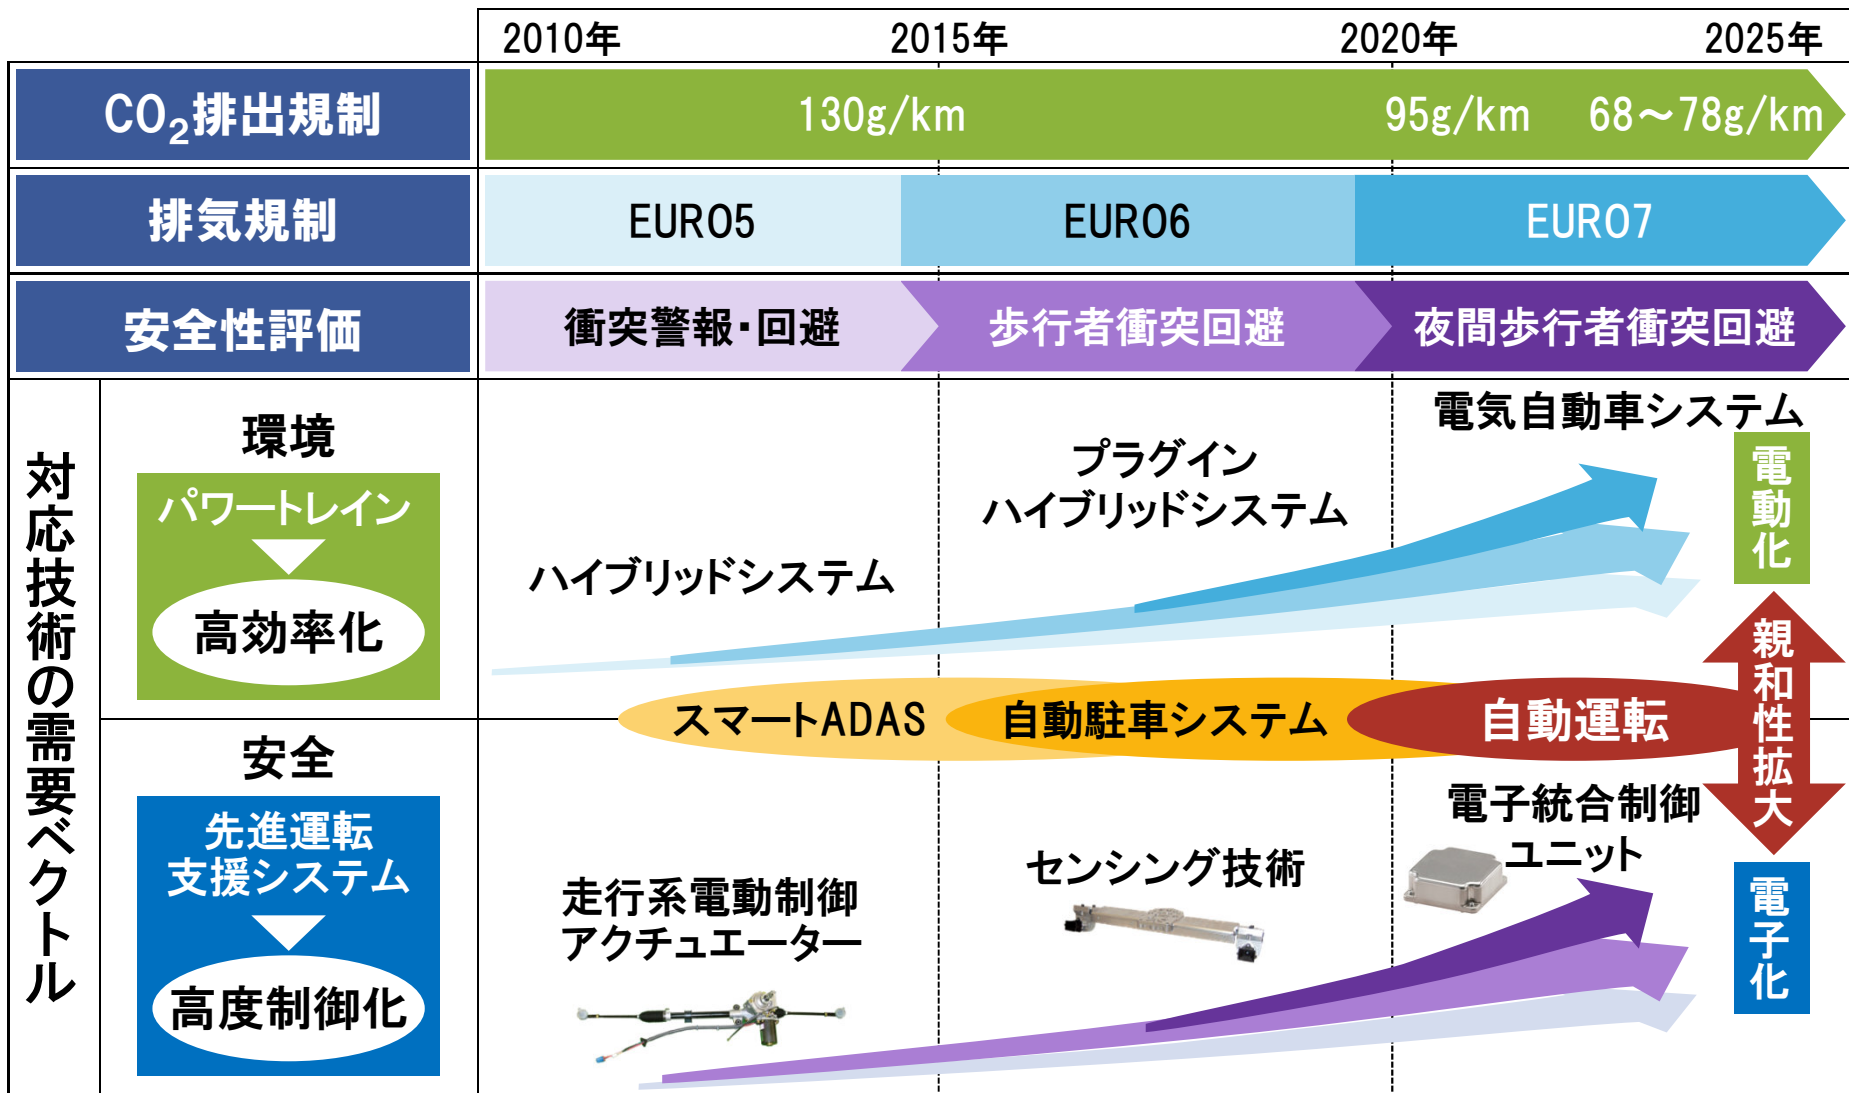 2010年 2015年 2020年 2025年
CO₂排出規制
130g/km 95g/km 68～78g/km
排気規制
EURO5 EURO6 EURO7
安全性評価
衝突警報・回避 歩行者衝突回避 夜間歩行者衝突回避
対応技術の需要ベクトル
環境
パワートレイン
高効率化
ハイブリッドシステム
プラグイン
ハイブリッドシステム
電気自動車システム
電動化
スマートADAS 自動駐車システム 自動運転
親和性拡大
安全
先進運転
支援システム
高度制御化
走行系電動制御
アクチュエーター
センシング技術
電子統合制御
ユニット
電子化